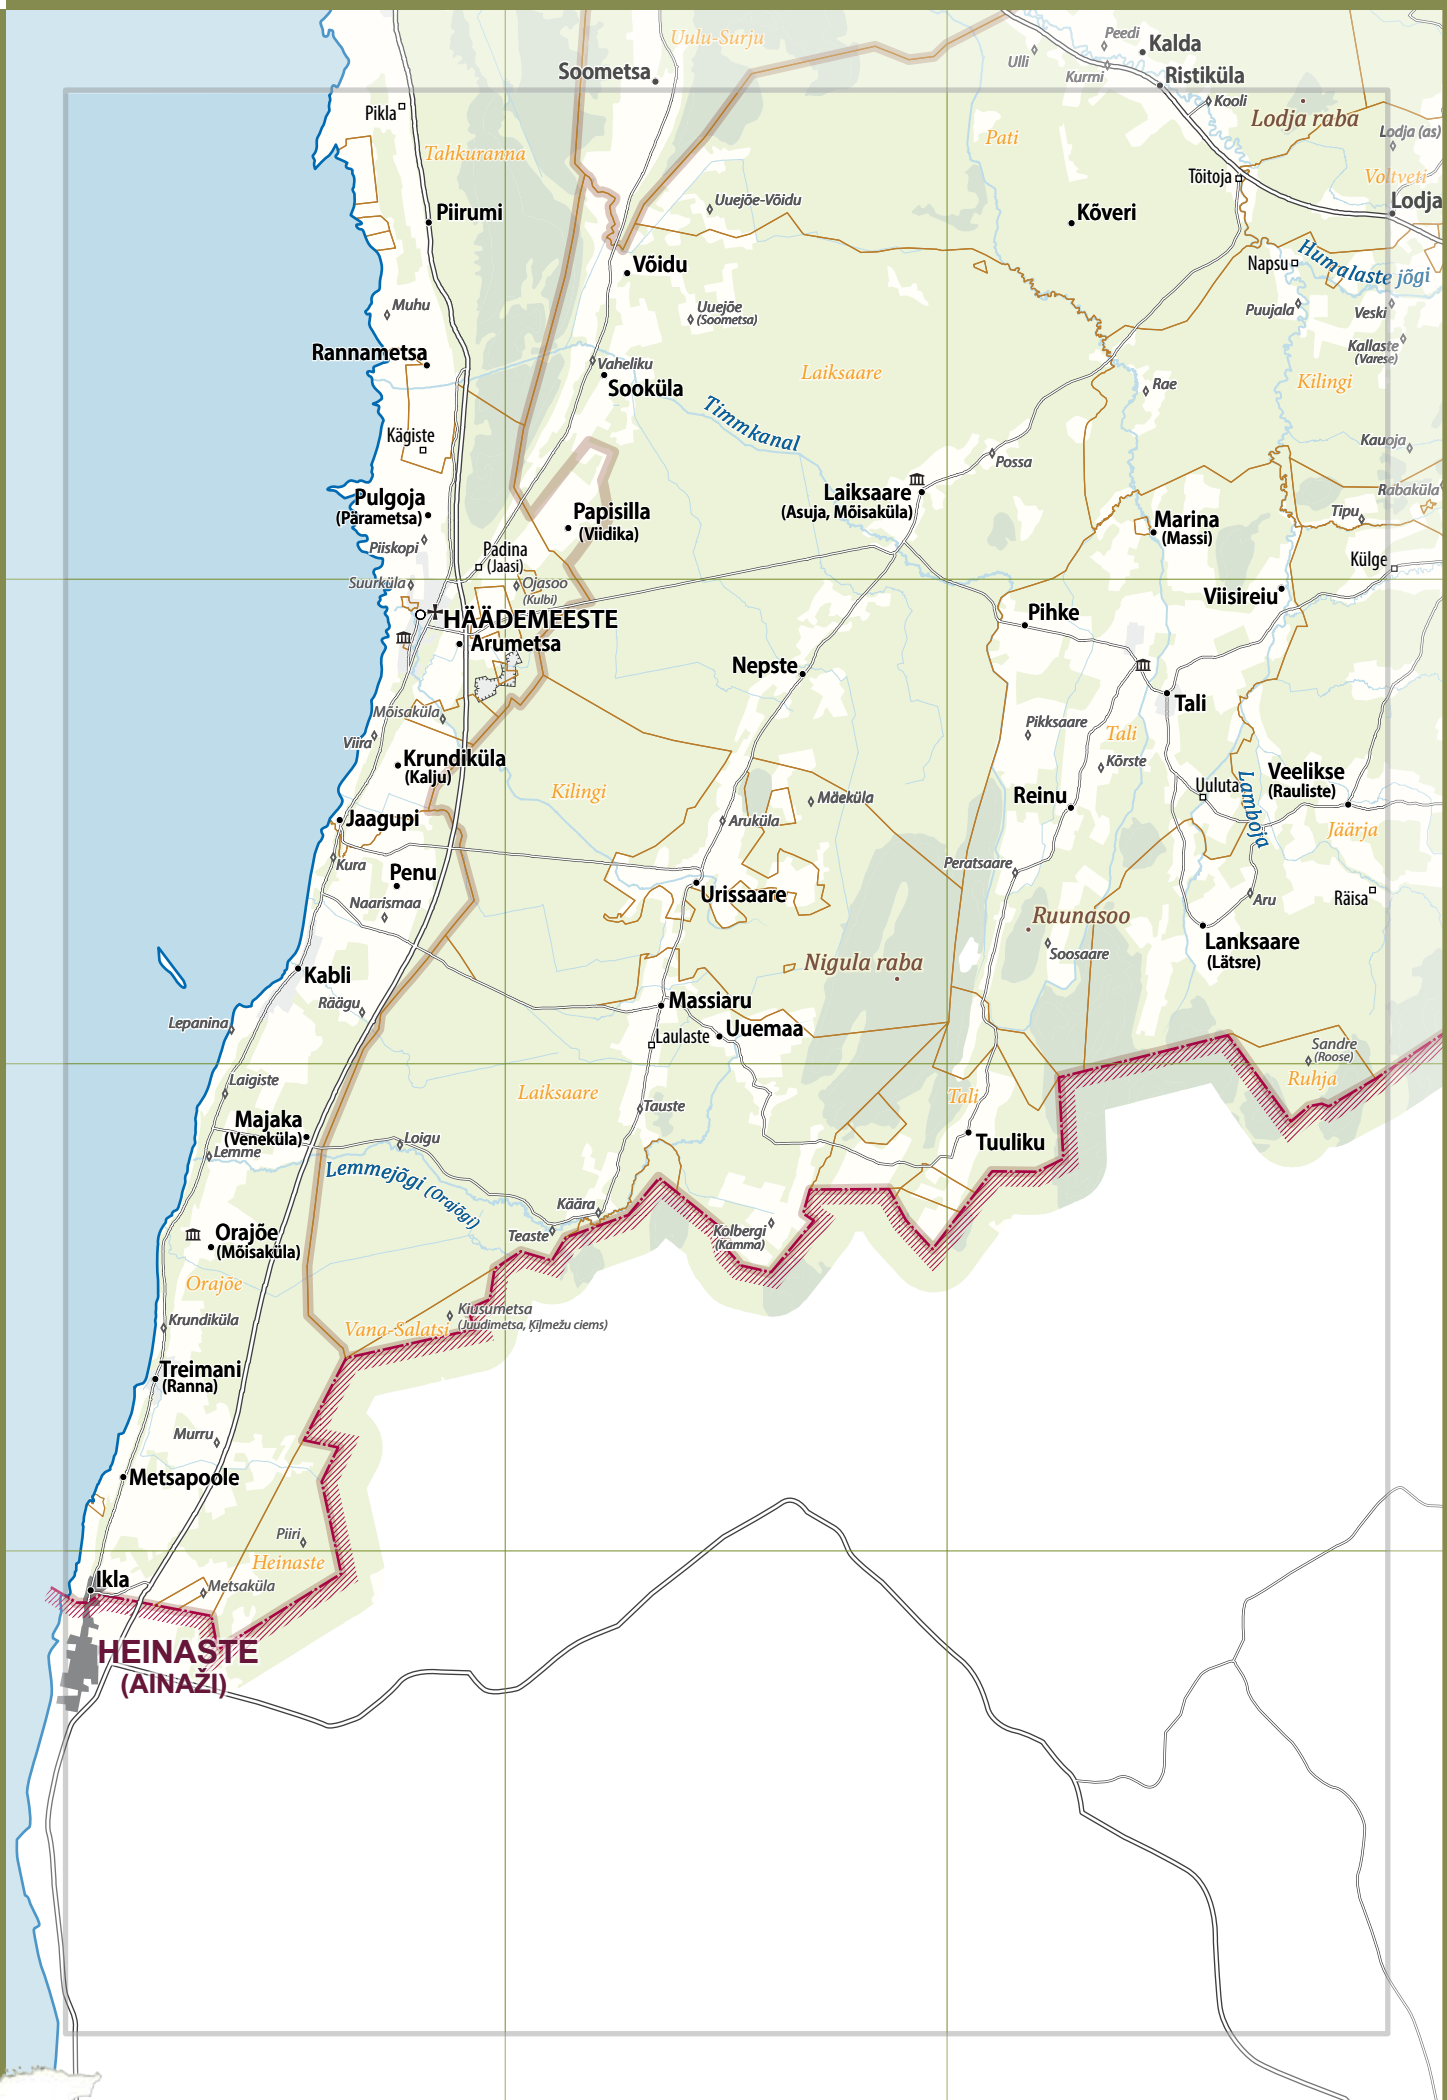 Uulu-Surju
Peedi
Kalda
Ulli
Kurmi
Soometsa
Ristiküla
Kooli
Pikla
Lodja raba
Lodja (as)
Pati
Tahkuranna
Tõitoja
Voltveti
Lodja
Uuejõe-Võidu
Piirumi
Kõveri
Võidu
Napsu
Humalaste jõgi
Muhu
Uuejõe
(Soometsa)
Puujala
Veski
Rannametsa
Vaheliku
Kallaste
(Varese)
Sooküla
Laiksaare
Rae
Kilingi
Timmkanal
Kägiste
Kauoja
Possa
Pulgoja
(Pärametsa)
Laiksaare
(Asuja, Mõisaküla)
Rabaküla
Papisilla
(Viidika)
Marina
(Massi)
Tipu
Piiskopi
Padina
(Jaasi)
Külge
Suurküla
Ojasoo
(Kulbi)
Viisireiu
HÄÄDEMEESTE
Pihke
Arumetsa
Nepste
Tali
Mõisaküla
Pikksaare
Tali
Viira
Krundiküla
(Kalju)
Kõrste
Veelikse
(Rauliste)
Kilingi
Mäeküla
Reinu
Uuluta
Lamboja
Jaagupi
Aruküla
Jäärja
Kura
Penu
Peratsaare
Urissaare
Naarismaa
Aru
Räisa
Ruunasoo
Lanksaare
(Lätsre)
Soosaare
Nigula raba
Kabli
Räägu
Massiaru
Lepanina
Uuemaa
Laulaste
Sandre
(Roose)
Laigiste
Laiksaare
Tali
Ruhja
Tauste
Majaka
(Veneküla)
Loigu
Tuuliku
Lemme
Lemmejõgi (Orajõgi)
Käära
Orajõe
(Mõisaküla)
Teaste
Kolbergi
(Kamma)
Orajõe
Kiusumetsa
(Juudimetsa, Ķiļmežu ciems)
Krundiküla
Vana-Salatsi
Treimani
(Ranna)
Murru
Metsapoole
Piiri
Heinaste
Ikla
Metsaküla
HEINASTE
(AINAŽI)